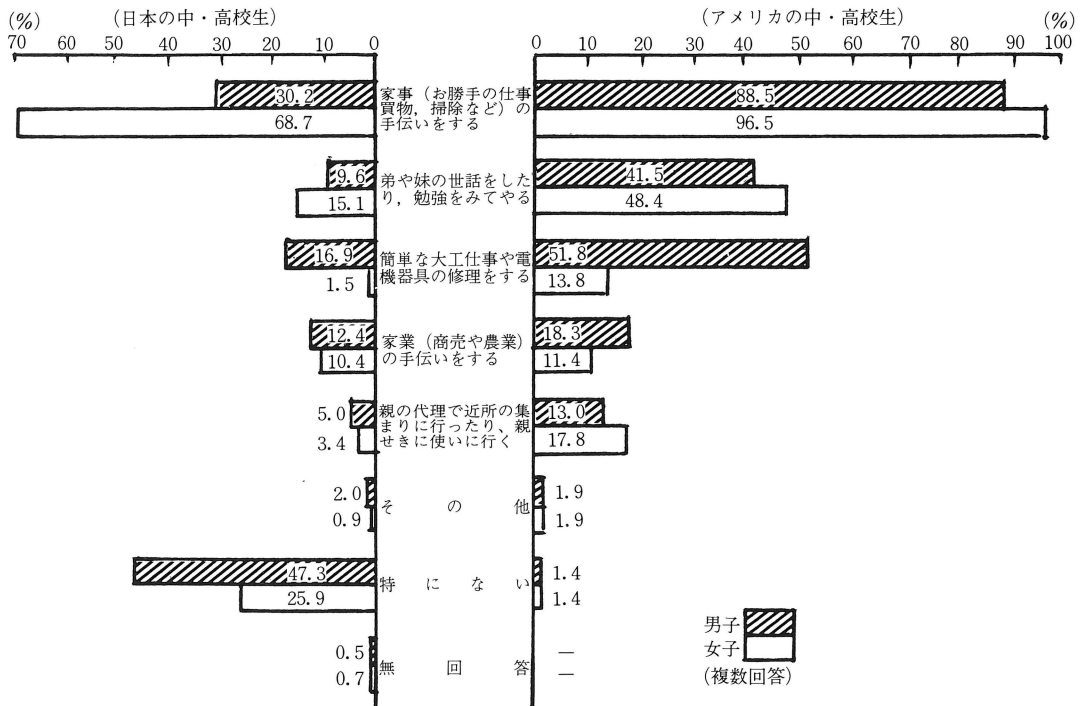 (%) (日本の中・高校生) (アメリカの中・高校生) (%)
70 60 50 40 30 20 10 0 0 10 20 30 40 50 60 70 80 90 100
家事(お勝手の仕事
買物,掃除など)の
手伝いをする
30.2 88.5
68.7 96.5
弟や妹の世話をした
り,勉強をみてやる
9.6 41.5
15.1 48.4
簡単な大工仕事や電
機器具の修理をする
16.9 51.8
1.5 13.8
家業(商売や農業)
の手伝いをする
12.4 18.3
10.4 11.4
親の代理で近所の集
まりに行ったり、親
せきに使いに行く
5.0 13.0
3.4 17.8
その他
2.0 1.9
0.9 1.9
特にない
47.3 1.4
25.9 1.4
無回答
0.5 —
0.7 —
男子
女子
(複数回答)